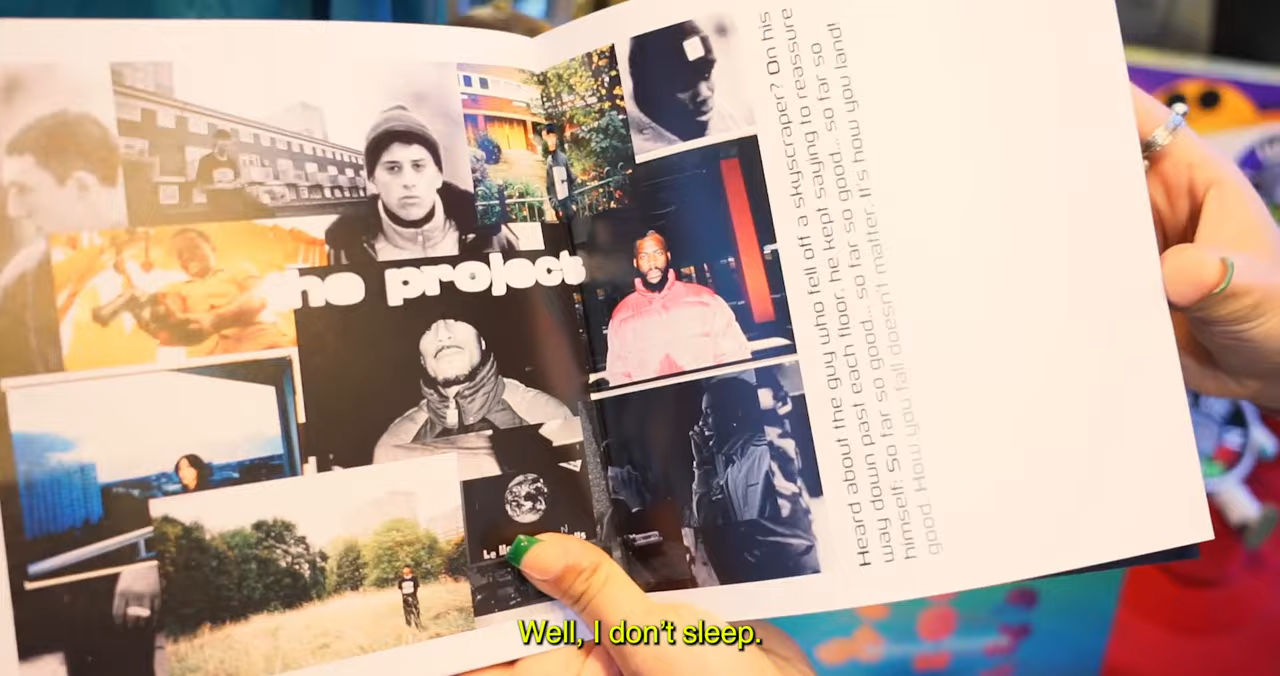 the project
Le
Heard about the guy who fell off a skyscraper? On his
way down past each floor, he kept saying to reassure
himself: So far so good... so far so good... so far so
good. How you fall doesn't matter. It's how you land!
Well, I don't sleep.